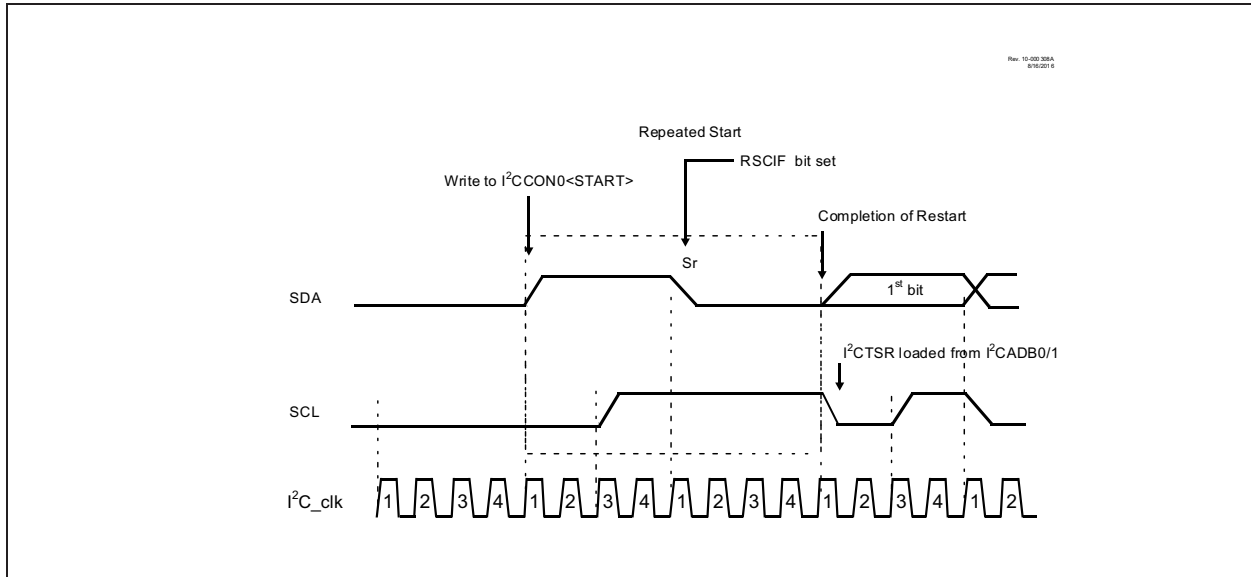 Rev. 10-000 308A
8/16/2016
Repeated Start
RSCIF bit set
Write to I²CCON0<START>
Completion of Restart
Sr
SDA
1st bit
I²CTSR loaded from I²CADB0/1
SCL
I²C_clk
1 2 3 4 1 2 3 4 1 2 3 4 1 2 3 4 1 2